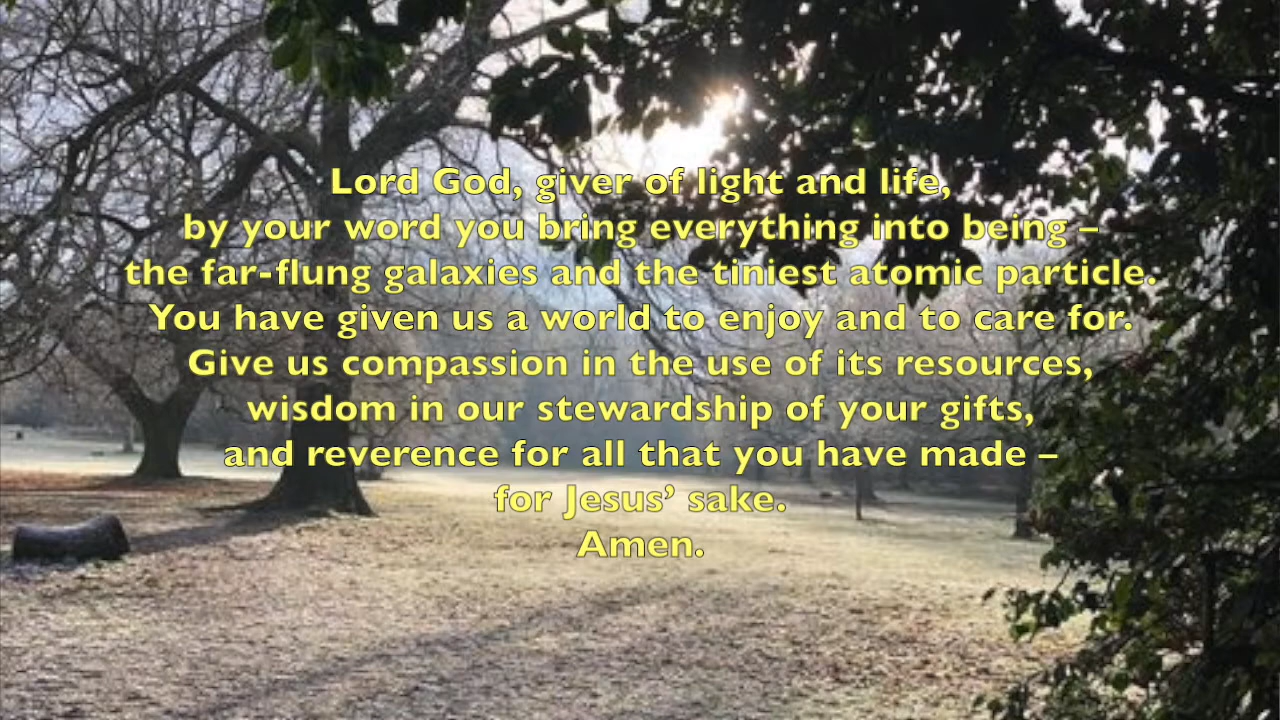 Lord God, giver of light and life,
by your word you bring everything into being –
the far-flung galaxies and the tiniest atomic particle.
You have given us a world to enjoy and to care for.
Give us compassion in the use of its resources,
wisdom in our stewardship of your gifts,
and reverence for all that you have made –
for Jesus’ sake.
Amen.